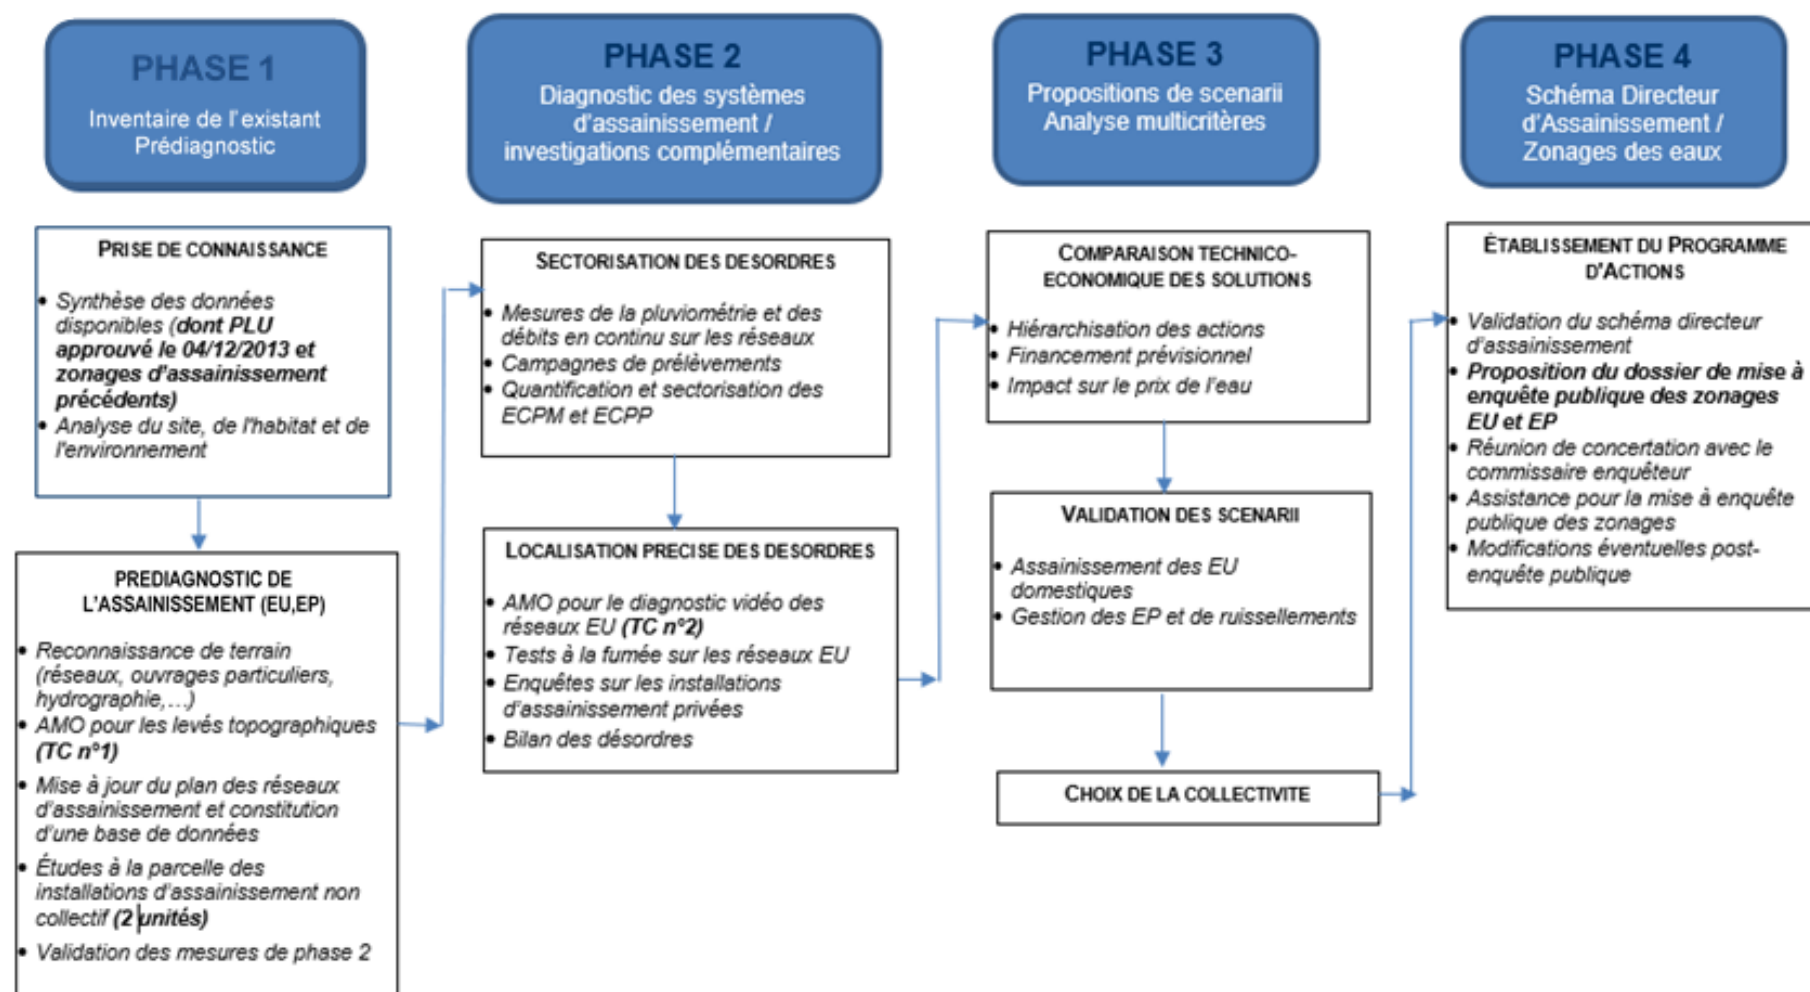 PHASE 1
Inventaire de l'existant
Prédiagnostic
PRISE DE CONNAISSANCE
• Synthèse des données
disponibles (dont PLU
approuvé le 04/12/2013 et
zonages d'assainissement
précédents)
• Analyse du site, de l'habitat et de
l'environnement
PREDIAGNOSTIC DE
L'ASSAINISSEMENT (EU,EP)
• Reconnaissance de terrain
(réseaux, ouvrages particuliers,
hydrographie,…)
• AMO pour les levés topographiques
(TC n°1)
• Mise à jour du plan des réseaux
d'assainissement et constitution
d'une base de données
• Études à la parcelle des
installations d'assainissement non
collectif (2 unités)
• Validation des mesures de phase 2
PHASE 2
Diagnostic des systèmes
d'assainissement /
investigations complémentaires
SECTORISATION DES DESORDRES
• Mesures de la pluviométrie et des
débits en continu sur les réseaux
• Campagnes de prélèvements
• Quantification et sectorisation des
ECPM et ECPP
LOCALISATION PRECISE DES DESORDRES
• AMO pour le diagnostic vidéo des
réseaux EU (TC n°2)
• Tests à la fumée sur les réseaux EU
• Enquêtes sur les installations
d'assainissement privées
• Bilan des désordres
PHASE 3
Propositions de scenarii
Analyse multicritères
COMPARAISON TECHNICO-
ECONOMIQUE DES SOLUTIONS
• Hiérarchisation des actions
• Financement prévisionnel
• Impact sur le prix de l'eau
VALIDATION DES SCENARII
• Assainissement des EU
domestiques
• Gestion des EP et de ruissellements
CHOIX DE LA COLLECTIVITE
PHASE 4
Schéma Directeur
d'Assainissement /
Zonages des eaux
ÉTABLISSEMENT DU PROGRAMME
D'ACTIONS
• Validation du schéma directeur
d'assainissement
• Proposition du dossier de mise à
enquête publique des zonages
EU et EP
• Réunion de concertation avec le
commissaire enquêteur
• Assistance pour la mise à enquête
publique des zonages
• Modifications éventuelles post-
enquête publique